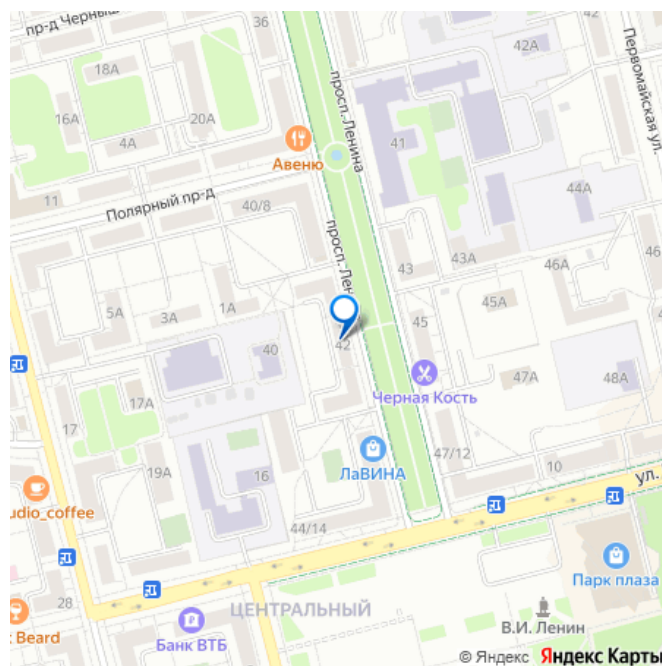 пр-д Черныш
36
18А
16А
20А
4А
Авеню
просп. Ленина
42А
41
Первомайская ул.
44А
11
Полярный пр-д
40/8
просп. Лен
43
43А
46А
45А
5А
3А
1А
40
42
45
Черная Кость
47А
48А
17А
17
19А
16
ЛаВИНА
47/12
10
ул.
udio_coffee
44/14
28
ЦЕНТРАЛЬНЫЙ
Парк плаза
В.И. Ленин
k Beard
Банк ВТБ
© Яндекс Яндекс Карты